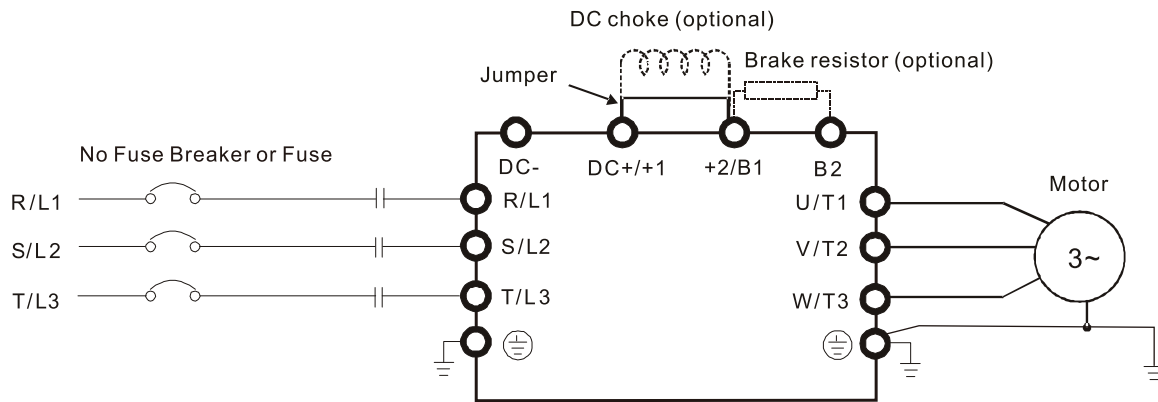 DC choke (optional)
Brake resistor (optional)
Jumper
No Fuse Breaker or Fuse
DC-
DC+/+1
+2/B1
B2
Motor
R/L1
R/L1
U/T1
S/L2
S/L2
V/T2
3~
T/L3
T/L3
W/T3